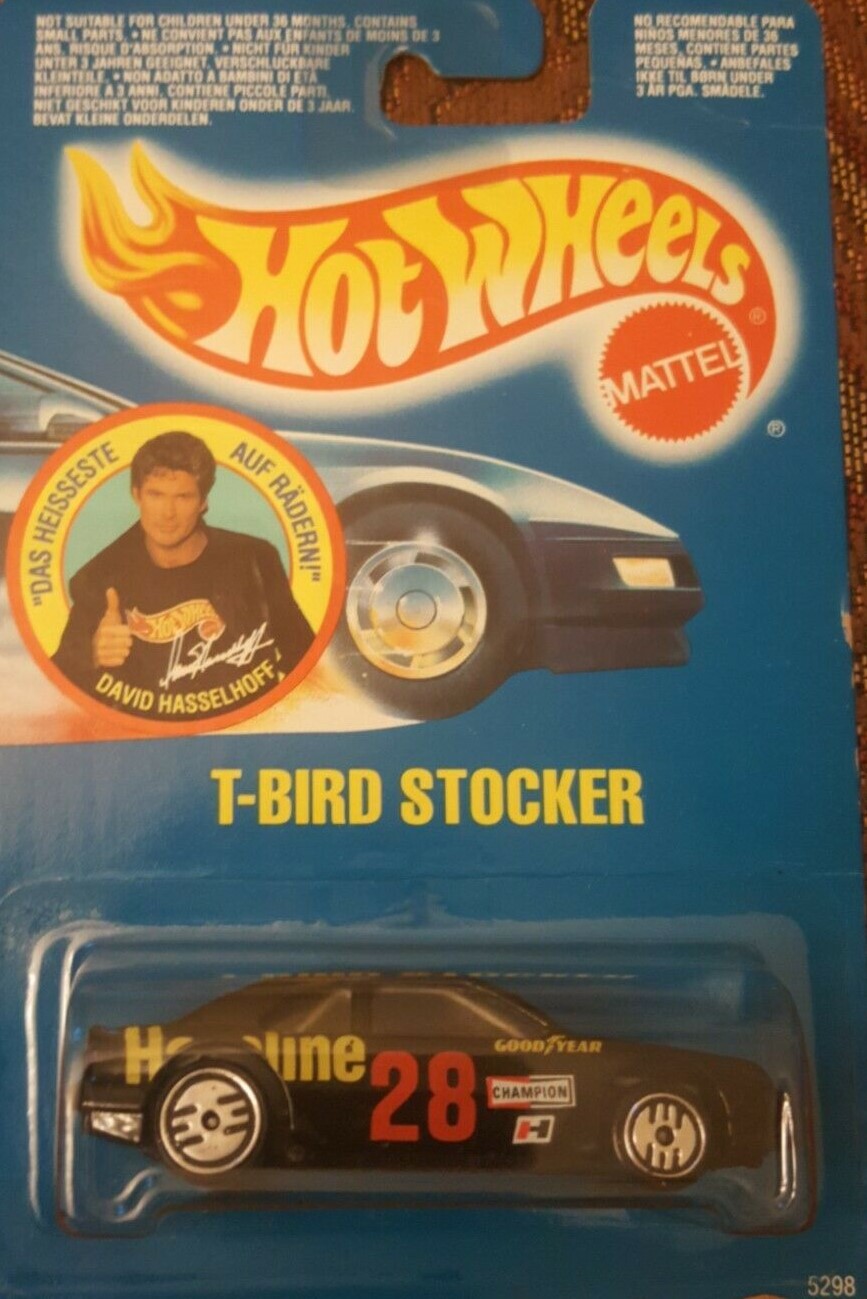 NOT SUITABLE FOR CHILDREN UNDER 36 MONTHS. CONTAINS
SMALL PARTS. • NE CONVIENT PAS AUX ENFANTS DE MOINS DE 3
ANS. RISQUE D'ABSORPTION. • NICHT FÜR KINDER
UNTER 3 JAHREN GEEIGNET. VERSCHLUCKBARE
KLEINTEILE. • NON ADATTO A BAMBINI DI ETÀ
INFERIORE A 3 ANNI. CONTIENE PICCOLE PARTI.
NIET GESCHIKT VOOR KINDEREN ONDER DE 3 JAAR.
BEVAT KLEINE ONDERDELEN.
NO RECOMENDABLE PARA
NIÑOS MENORES DE 36
MESES. CONTIENE PARTES
PEQUEÑAS. • ANBEFALES
IKKE TIL BØRN UNDER
3 ÅR PGA. SMÅDELE.
HOT WHEELS ®
MATTEL ®
"DAS HEISSESTE AUF RÄDERN!"
HOT WHEELS
DAVID HASSELHOFF
T-BIRD STOCKER
GOOD YEAR
28
CHAMPION
H
5298